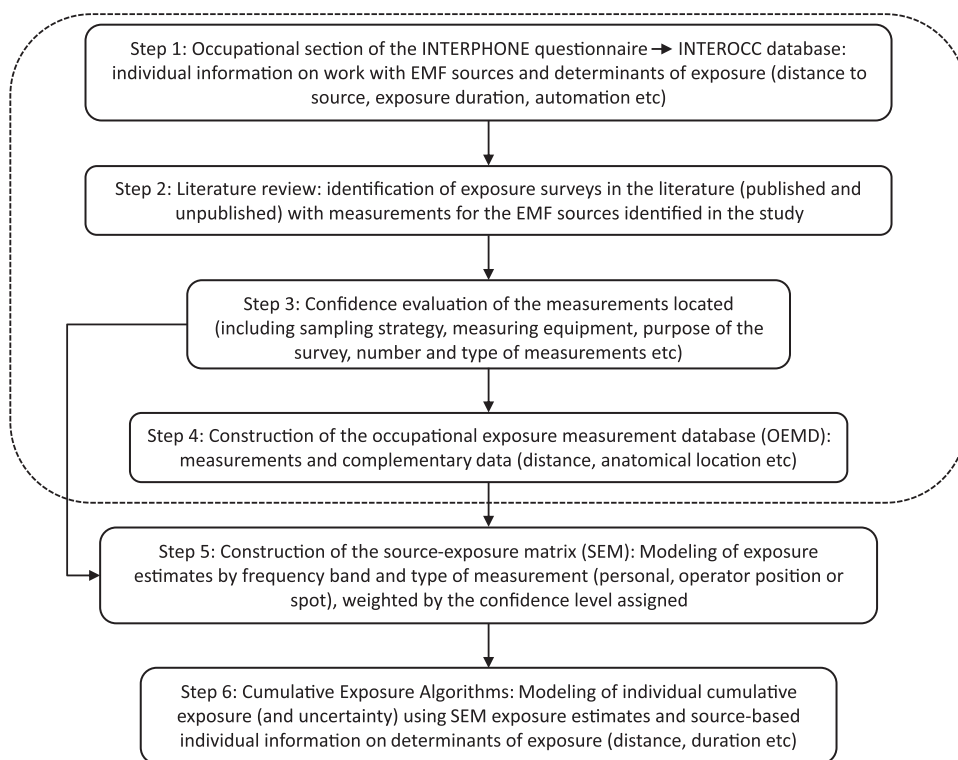 Step 1: Occupational section of the INTERPHONE questionnaire → INTEROCC database:
individual information on work with EMF sources and determinants of exposure (distance to
source, exposure duration, automation etc)
Step 2: Literature review: identification of exposure surveys in the literature (published and
unpublished) with measurements for the EMF sources identified in the study
Step 3: Confidence evaluation of the measurements located
(including sampling strategy, measuring equipment, purpose of the
survey, number and type of measurements etc)
Step 4: Construction of the occupational exposure measurement database (OEMD):
measurements and complementary data (distance, anatomical location etc)
Step 5: Construction of the source-exposure matrix (SEM): Modeling of exposure
estimates by frequency band and type of measurement (personal, operator position or
spot), weighted by the confidence level assigned
Step 6: Cumulative Exposure Algorithms: Modeling of individual cumulative
exposure (and uncertainty) using SEM exposure estimates and source-based
individual information on determinants of exposure (distance, duration etc)